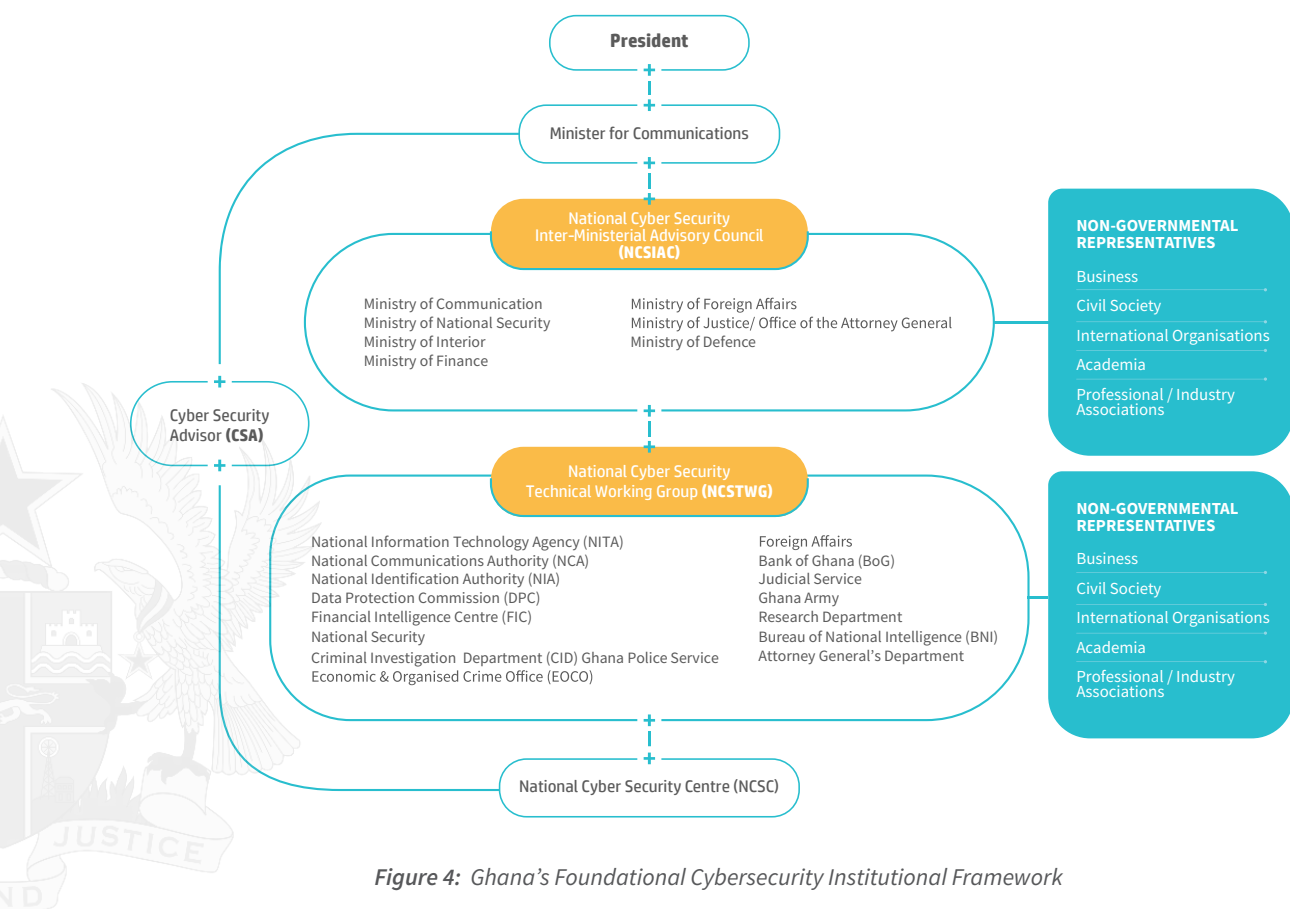 President
Minister for Communications
National Cyber Security
Inter-Ministerial Advisory Council
(NCSIAC)
Ministry of Communication
Ministry of National Security
Ministry of Interior
Ministry of Finance
Ministry of Foreign Affairs
Ministry of Justice/ Office of the Attorney General
Ministry of Defence
NON-GOVERNMENTAL
REPRESENTATIVES
Business
Civil Society
International Organisations
Academia
Professional / Industry
Associations
Cyber Security
Advisor (CSA)
National Cyber Security
Technical Working Group (NCSTWG)
National Information Technology Agency (NITA)
National Communications Authority (NCA)
National Identification Authority (NIA)
Data Protection Commission (DPC)
Financial Intelligence Centre (FIC)
National Security
Criminal Investigation Department (CID) Ghana Police Service
Economic & Organised Crime Office (EOCO)
Foreign Affairs
Bank of Ghana (BoG)
Judicial Service
Ghana Army
Research Department
Bureau of National Intelligence (BNI)
Attorney General's Department
NON-GOVERNMENTAL
REPRESENTATIVES
Business
Civil Society
International Organisations
Academia
Professional / Industry
Associations
National Cyber Security Centre (NCSC)
JUSTICE
ND
Figure 4: Ghana's Foundational Cybersecurity Institutional Framework